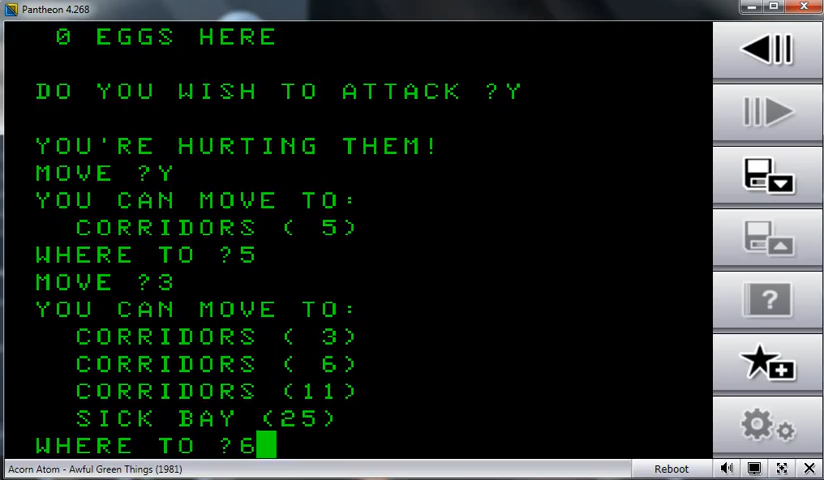 Pantheon 4.268
0 EGGS HERE
DO YOU WISH TO ATTACK ?Y
YOU'RE HURTING THEM!
MOVE ?Y
YOU CAN MOVE TO:
CORRIDORS ( 5)
WHERE TO ?5
MOVE ?3
YOU CAN MOVE TO:
CORRIDORS ( 3)
CORRIDORS ( 6)
CORRIDORS (11)
SICK BAY (25)
WHERE TO ?6
Acorn Atom - Awful Green Things (1981)
Reboot